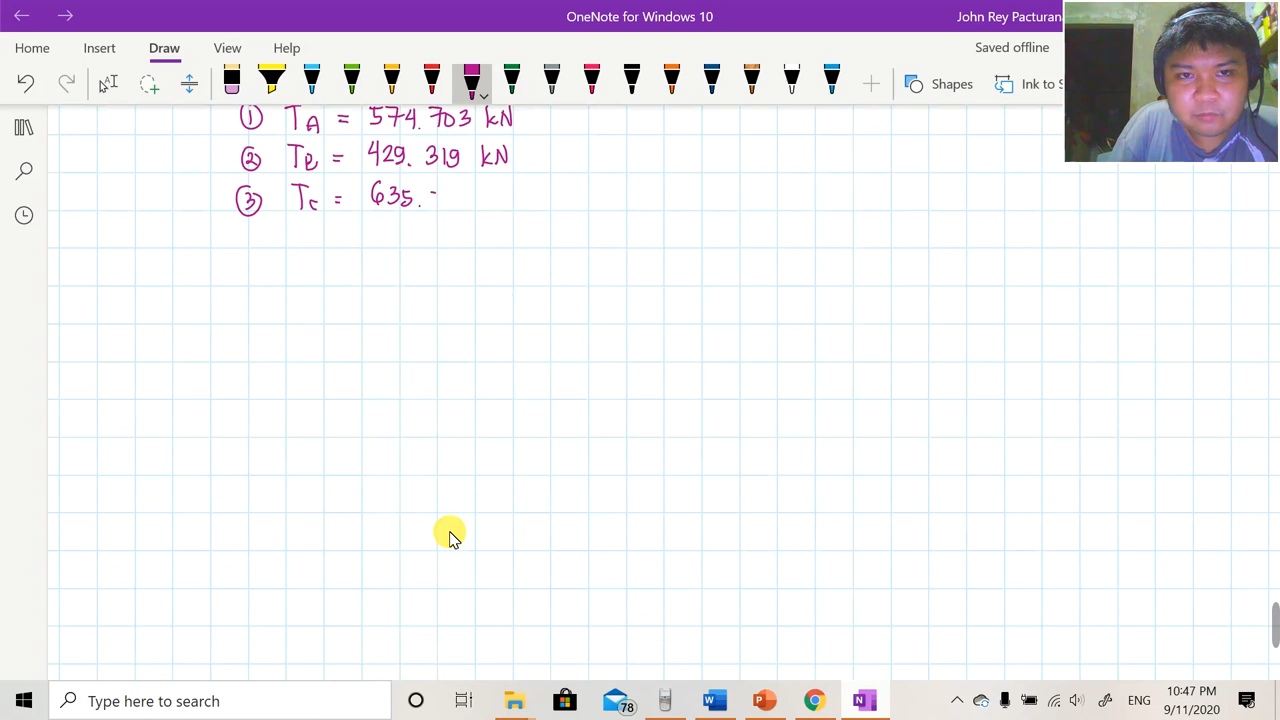 OneNote for Windows 10
John Rey Pacturan
Home Insert Draw View Help
Saved offline
Shapes
Ink to S
① TA = 574.703 kN
② TB = 429.319 kN
③ TC = 635.
Type here to search
78
ENG
10:47 PM
9/11/2020